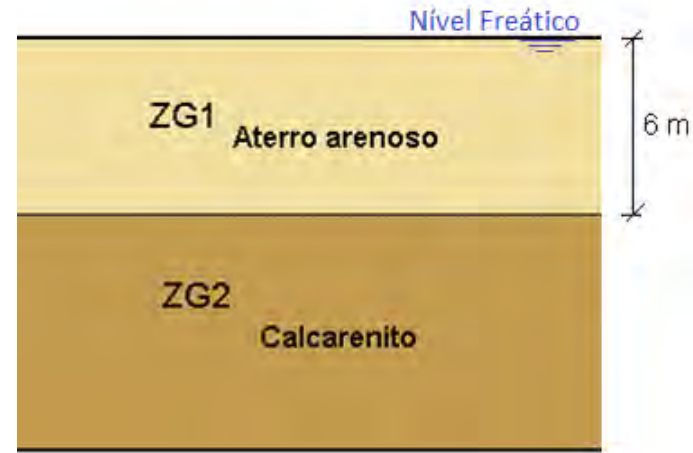 Nível Freático
ZG1
Aterro arenoso
6 m
ZG2
Calcarenito